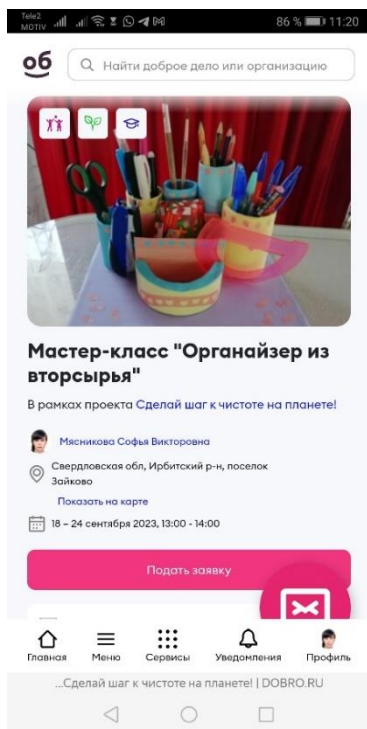 Tele2
МОТIV
86 % 11:20
об
Найти доброе дело или организацию
Мастер-класс "Органайзер из
вторсырья"
В рамках проекта Сделай шаг к чистоте на планете!
Мясникова Софья Викторовна
Свердловская обл, Ирбитский р-н, поселок
Зайково
Показать на карте
18 – 24 сентября 2023, 13:00 - 14:00
Подать заявку
Главная Меню Сервисы Уведомления Профиль
...Сделай шаг к чистоте на планете! | DOBRO.RU